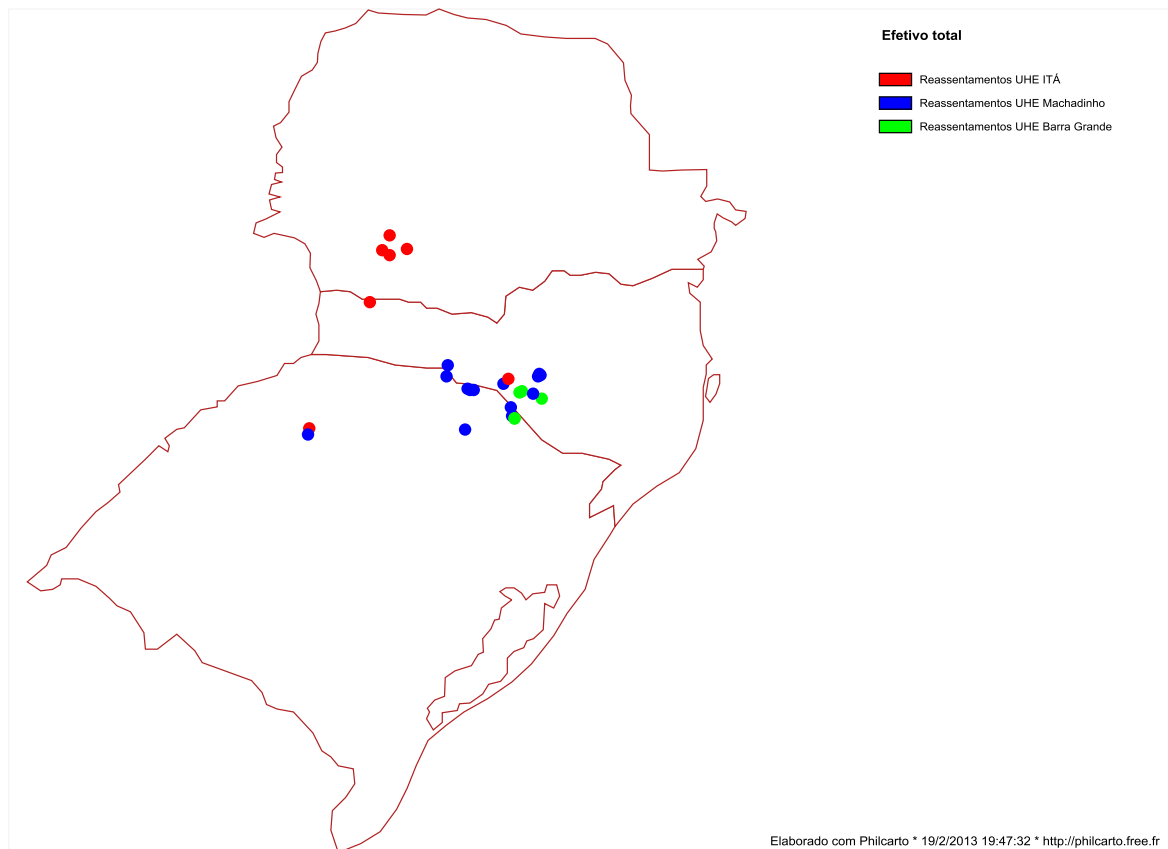 Efetivo total
Reassentamentos UHE ITÁ
Reassentamentos UHE Machadinho
Reassentamentos UHE Barra Grande
Elaborado com Philcarto * 19/2/2013 19:47:32 * http://philcarto.free.fr